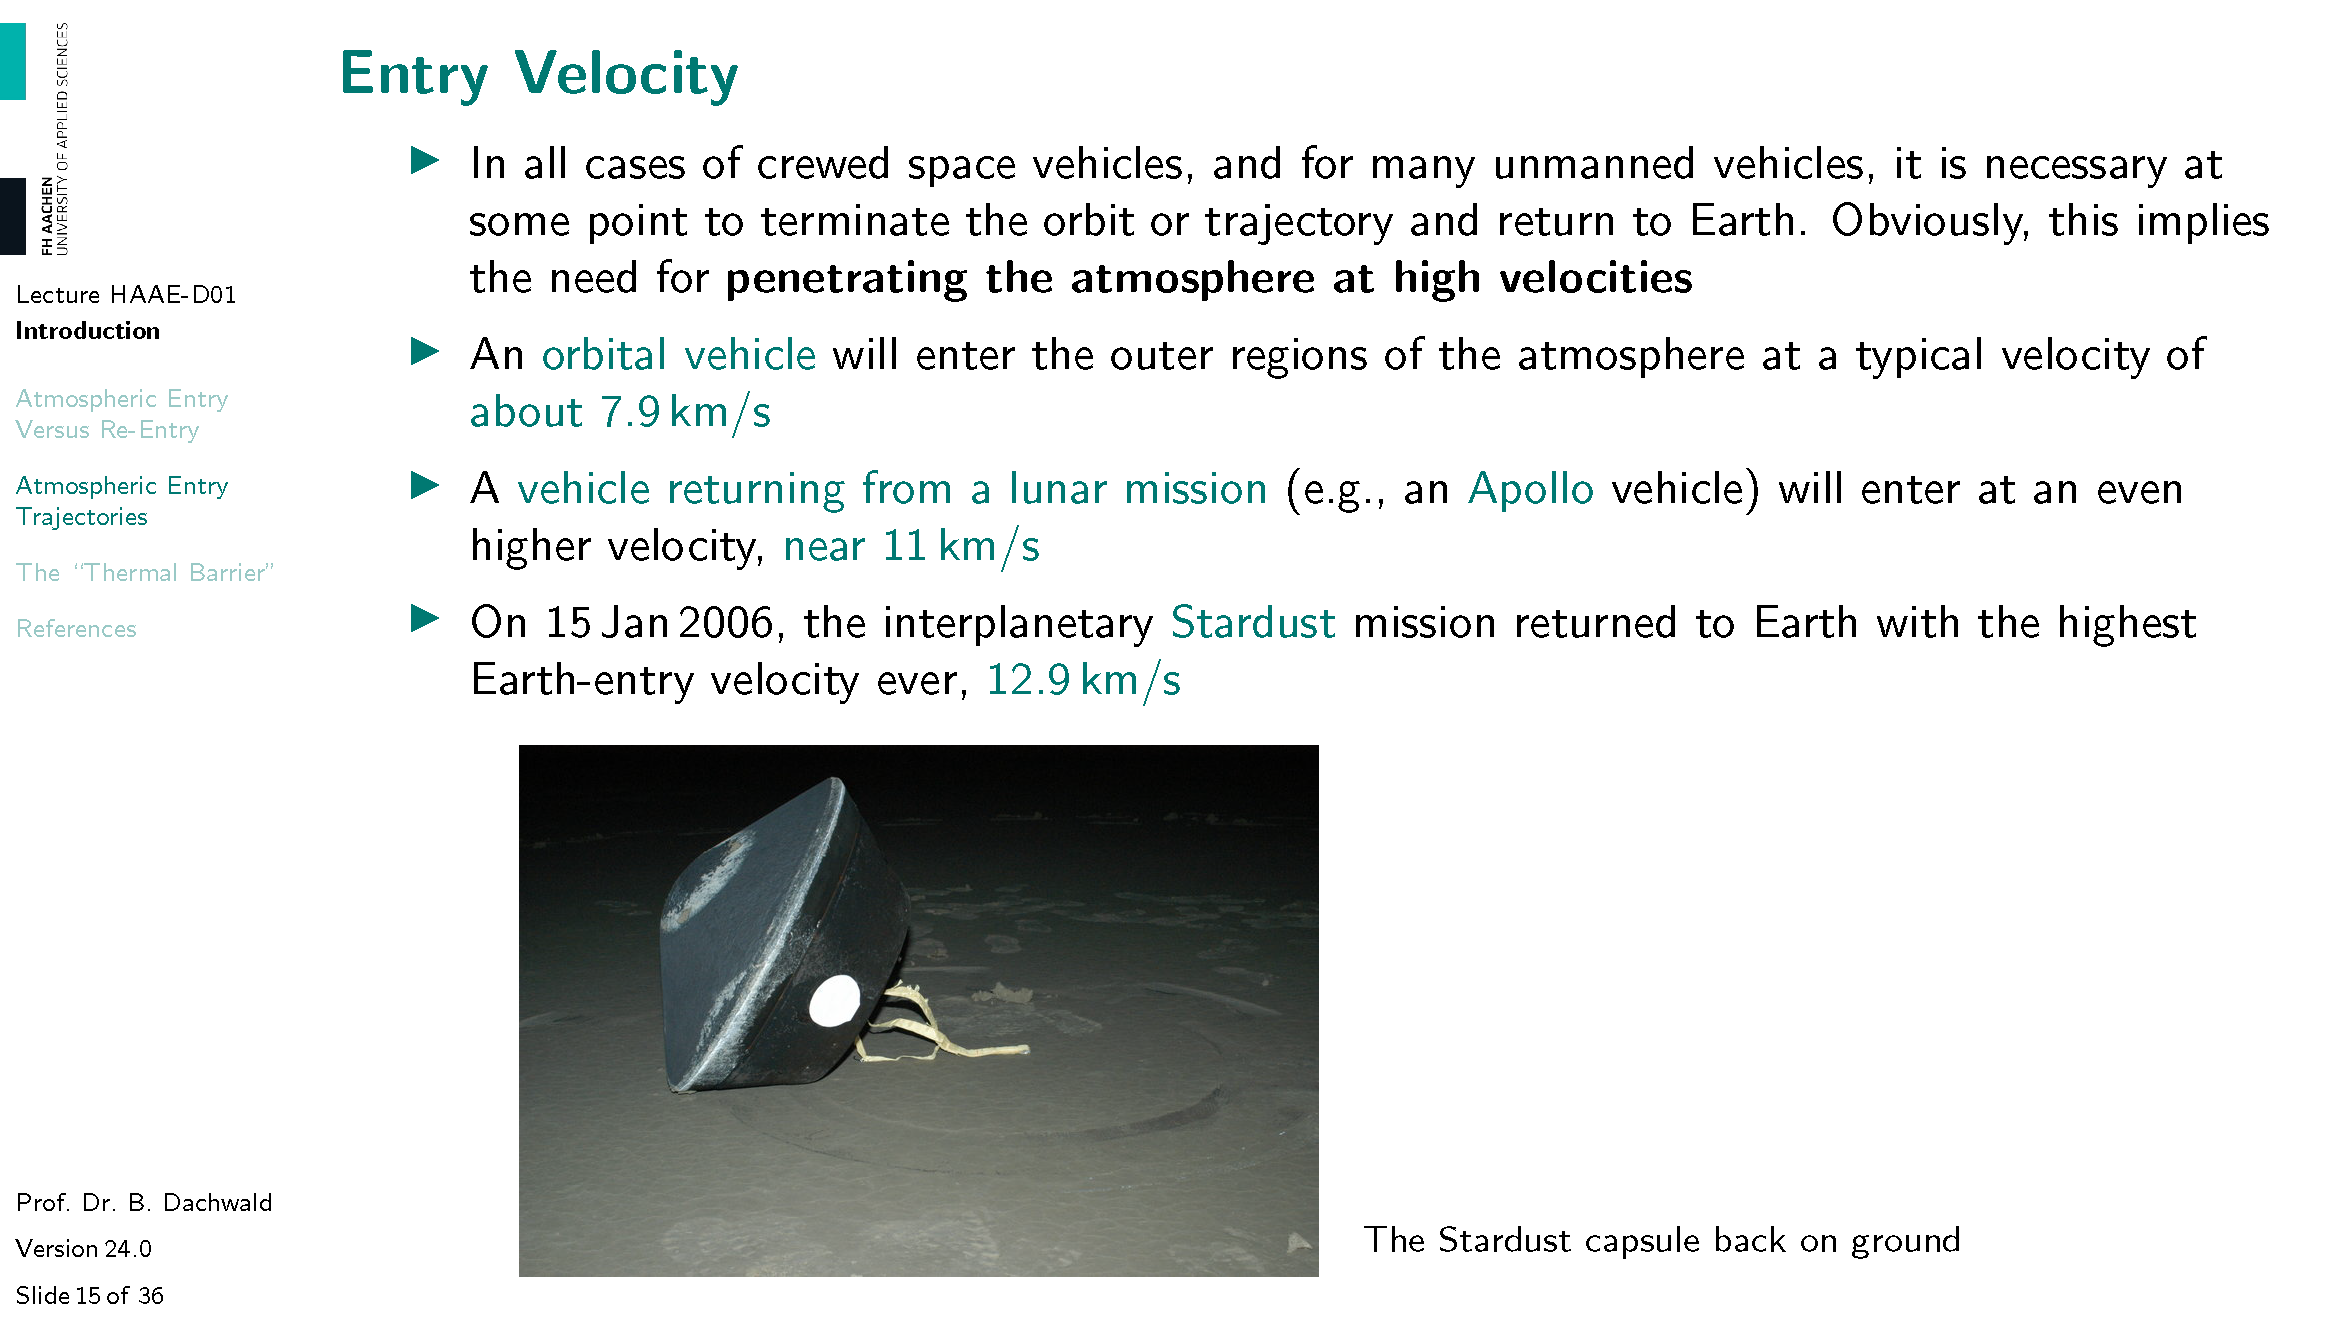 FH AACHEN
UNIVERSITY OF APPLIED SCIENCES
Lecture HAAE-D01
Introduction
Atmospheric Entry
Versus Re-Entry
Atmospheric Entry
Trajectories
The “Thermal Barrier”
References
Prof. Dr. B. Dachwald
Version 24.0
Slide 15 of 36
Entry Velocity
▶ In all cases of crewed space vehicles, and for many unmanned vehicles, it is necessary at
some point to terminate the orbit or trajectory and return to Earth. Obviously, this implies
the need for penetrating the atmosphere at high velocities
▶ An orbital vehicle will enter the outer regions of the atmosphere at a typical velocity of
about 7.9 km/s
▶ A vehicle returning from a lunar mission (e.g., an Apollo vehicle) will enter at an even
higher velocity, near 11 km/s
▶ On 15 Jan 2006, the interplanetary Stardust mission returned to Earth with the highest
Earth-entry velocity ever, 12.9 km/s
The Stardust capsule back on ground